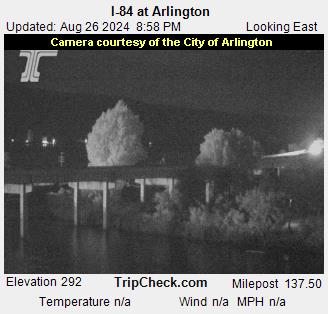 I-84 at Arlington
Updated: Aug 26 2024 8:58 PM Looking East
Camera courtesy of the City of Arlington
Elevation 292 TripCheck.com Milepost 137.50
Temperature n/a Wind n/a MPH n/a